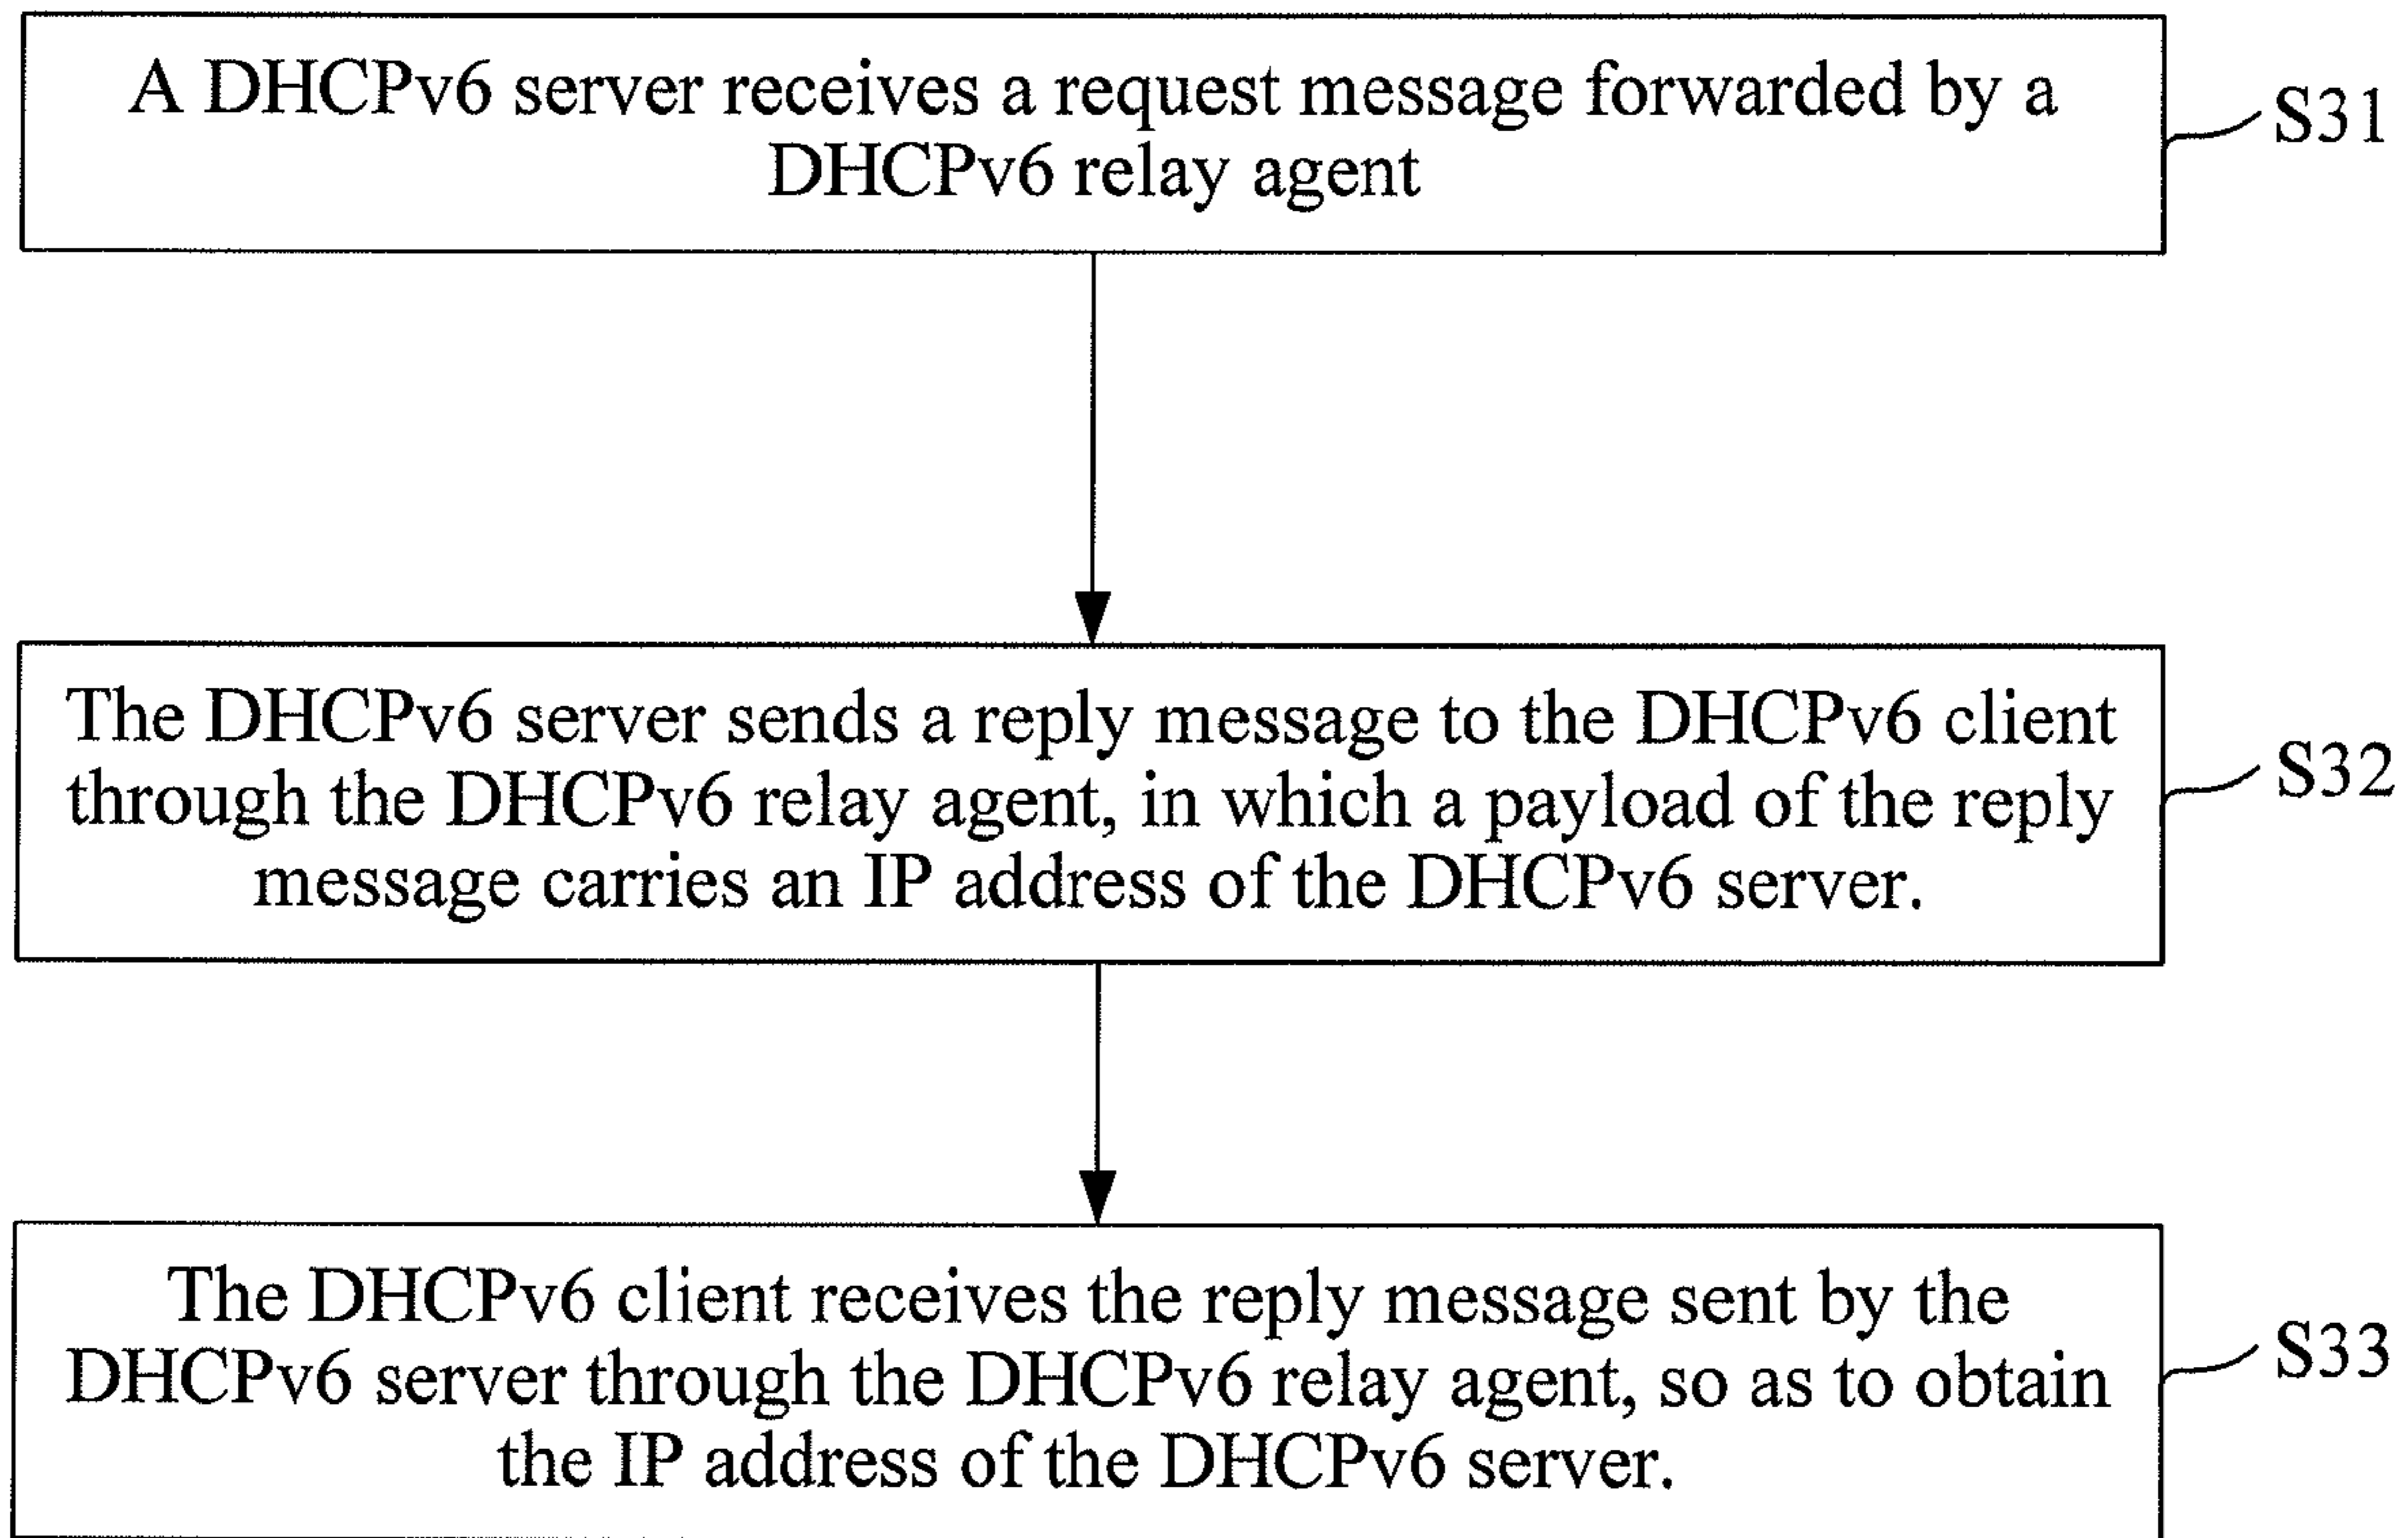 A DHCPv6 server receives a request message forwarded by a
DHCPv6 relay agent
S31
The DHCPv6 server sends a reply message to the DHCPv6 client
through the DHCPv6 relay agent, in which a payload of the reply
message carries an IP address of the DHCPv6 server.
S32
The DHCPv6 client receives the reply message sent by the
DHCPv6 server through the DHCPv6 relay agent, so as to obtain
the IP address of the DHCPv6 server.
S33